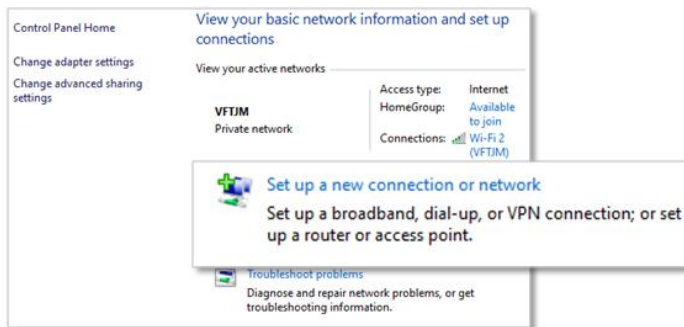 Control Panel Home
Change adapter settings
Change advanced sharing
settings
View your basic network information and set up
connections
View your active networks
VFTJM
Private network
Access type: Internet
HomeGroup: Available
to join
Connections: Wi-Fi 2
(VFTJM)
Set up a new connection or network
Set up a broadband, dial-up, or VPN connection; or set
up a router or access point.
Troubleshoot problems
Diagnose and repair network problems, or get
troubleshooting information.